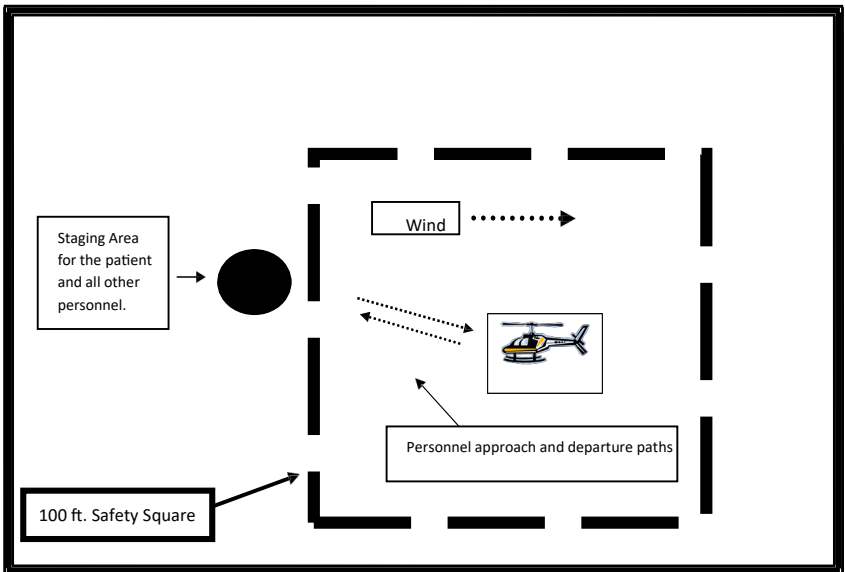 Wind
Staging Area
for the patient
and all other
personnel.
Personnel approach and departure paths
100 ft. Safety Square